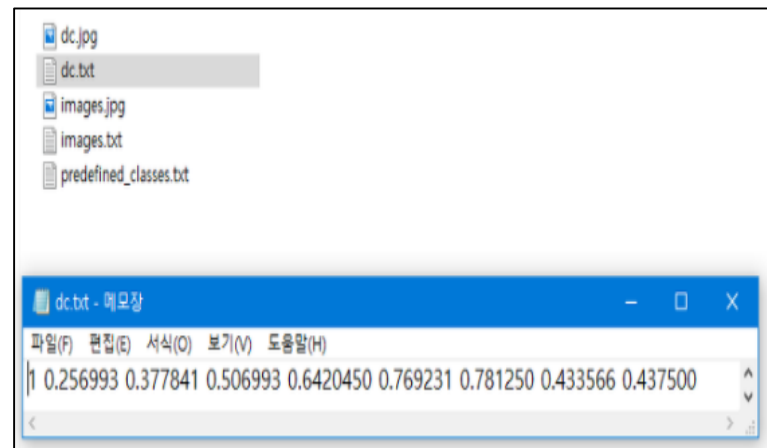 dc.jpg
dc.txt
images.jpg
images.txt
predefined_classes.txt
dc.txt - 메모장
파일(F) 편집(E) 서식(O) 보기(V) 도움말(H)
1 0.256993 0.377841 0.506993 0.6420450 0.769231 0.781250 0.433566 0.437500